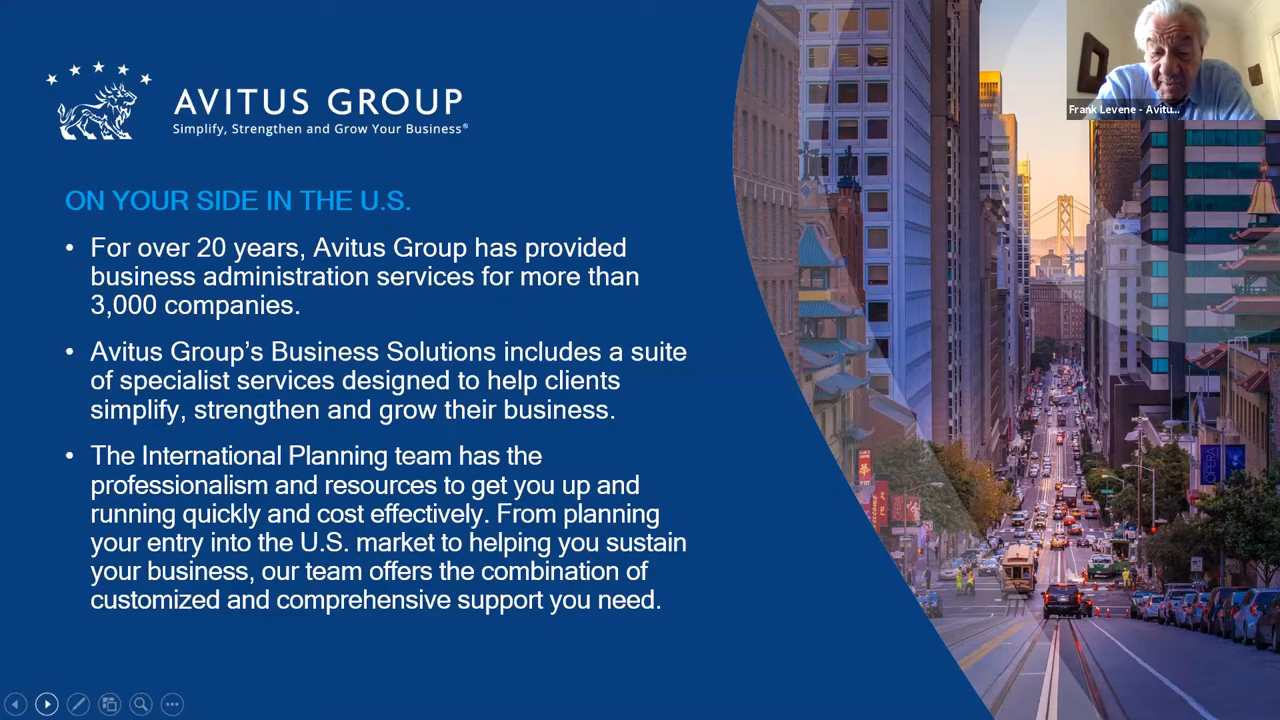 AVITUS GROUP
Simplify, Strengthen and Grow Your Business®
Frank Levene - Avitu...
ON YOUR SIDE IN THE U.S.
• For over 20 years, Avitus Group has provided
business administration services for more than
3,000 companies.
• Avitus Group’s Business Solutions includes a suite
of specialist services designed to help clients
simplify, strengthen and grow their business.
• The International Planning team has the
professionalism and resources to get you up and
running quickly and cost effectively. From planning
your entry into the U.S. market to helping you sustain
your business, our team offers the combination of
customized and comprehensive support you need.
OPERA